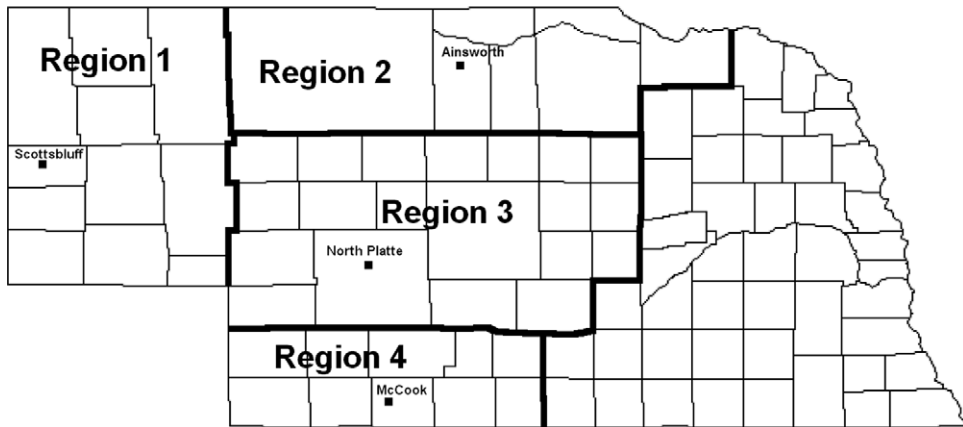 Region 1
Region 2
Ainsworth
Scottsbluff
Region 3
North Platte
Region 4
McCook